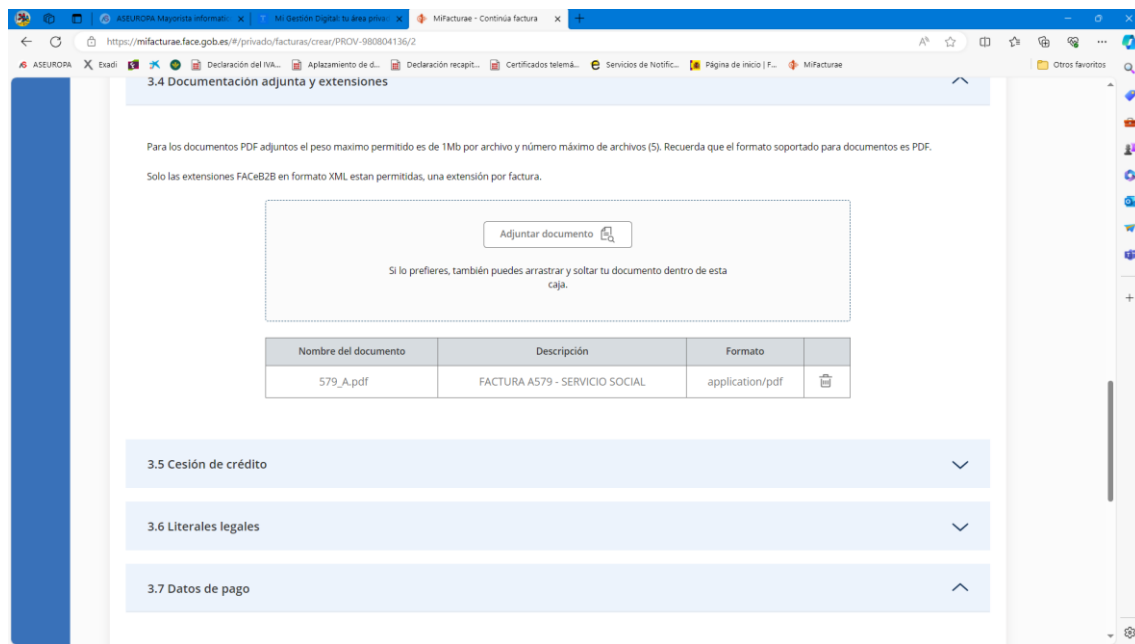 ASEUROPA Mayorista informatic
Mi Gestión Digital: tu área privad
MiFacturae - Continúa factura
https://mifacturae.face.gob.es/#/privado/facturas/crear/PROV-980804136/2
ASEUROPA
Exadi
Declaración del IVA...
Aplazamiento de d...
Declaración recapit...
Certificados telemá...
Servicios de Notific...
Página de inicio | F...
MiFacturae
Otros favoritos
3.4 Documentación adjunta y extensiones
Para los documentos PDF adjuntos el peso maximo permitido es de 1Mb por archivo y número máximo de archivos (5). Recuerda que el formato soportado para documentos es PDF.
Solo las extensiones FACeB2B en formato XML estan permitidas, una extensión por factura.
Adjuntar documento
Si lo prefieres, también puedes arrastrar y soltar tu documento dentro de esta
caja.
Nombre del documento Descripción Formato
579_A.pdf FACTURA A579 - SERVICIO SOCIAL application/pdf
3.5 Cesión de crédito
3.6 Literales legales
3.7 Datos de pago